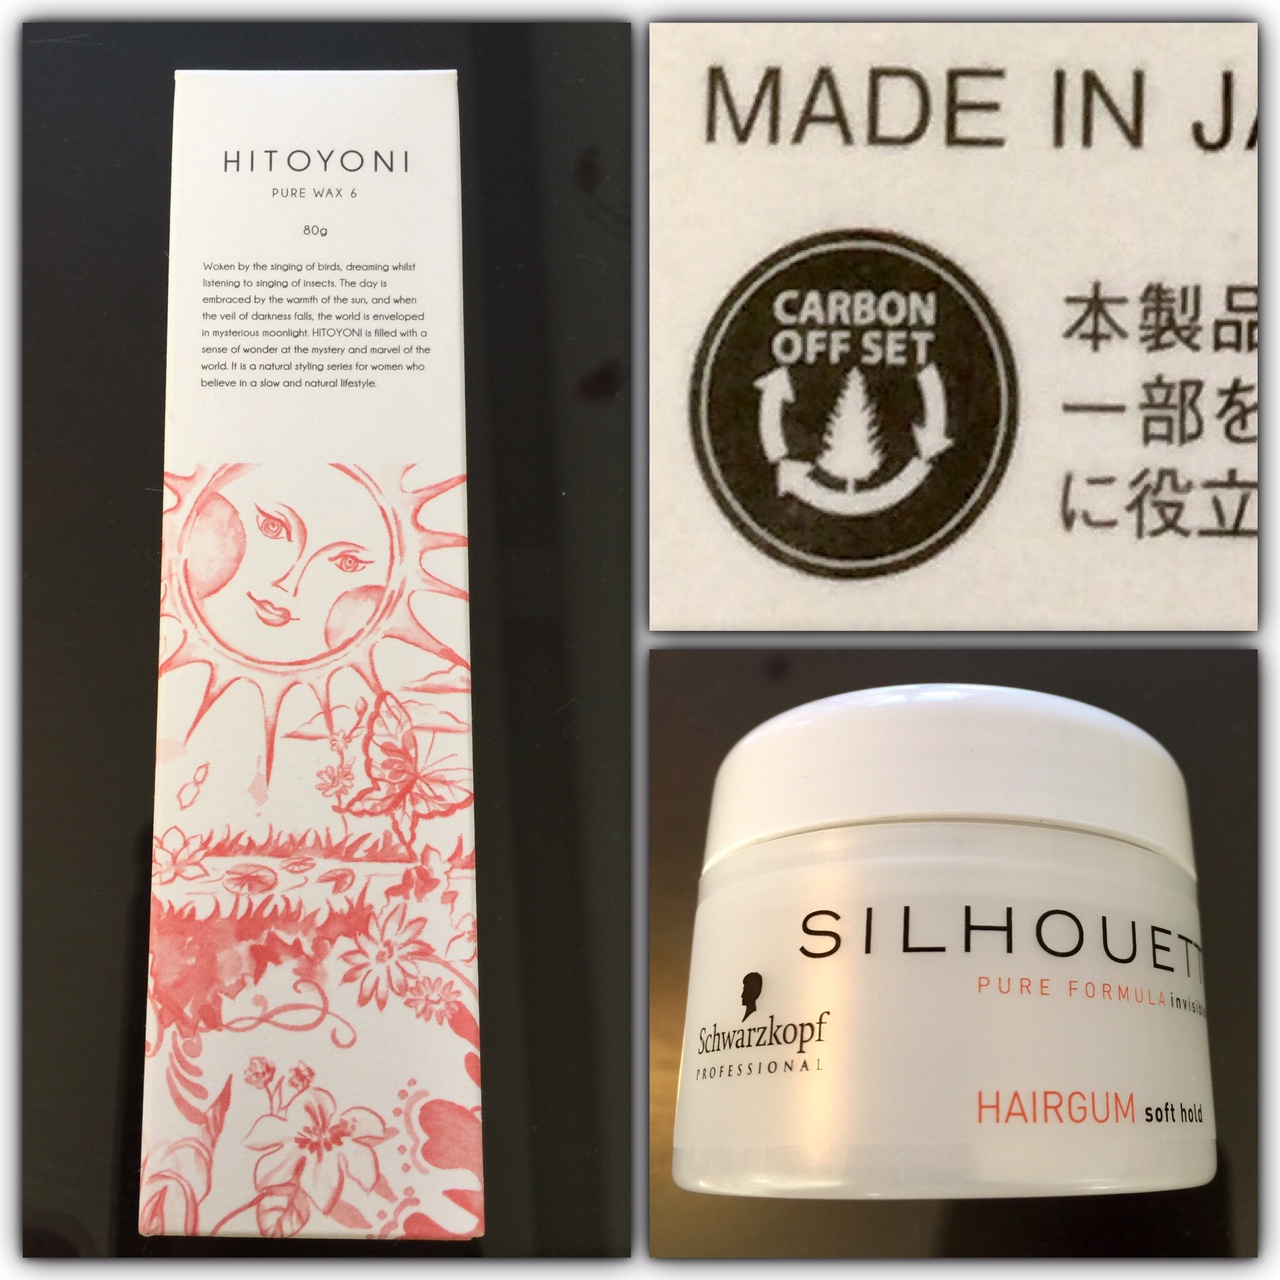 HITOYONI
PURE WAX 6
80g
Woken by the singing of birds, dreaming whilst
listening to singing of insects. The day is
embraced by the warmth of the sun, and when
the veil of darkness falls, the world is enveloped
in mysterious moonlight. HITOYONI is filled with a
sense of wonder at the mystery and marvel of the
world. It is a natural styling series for women who
believe in a slow and natural lifestyle.
MADE IN JA
CARBON
OFF SET
本製品
一部を
に役立
SILHOUETT
PURE FORMULA invisib
Schwarzkopf
PROFESSIONAL
HAIRGUM soft hold